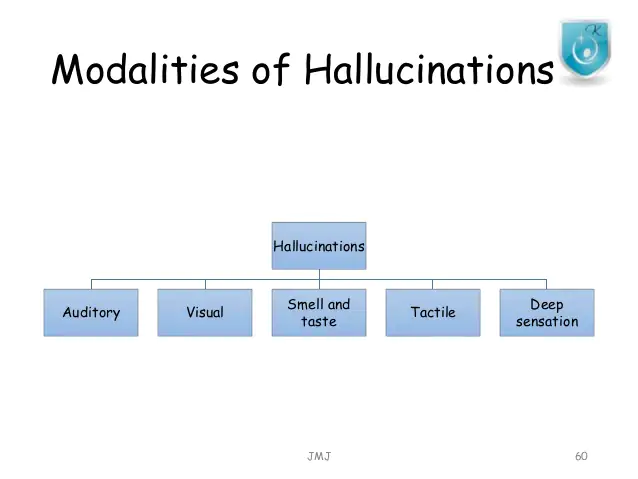 Modalities of Hallucinations
K
Hallucinations
Auditory
Visual
Smell and
taste
Tactile
Deep
sensation
JMJ
60